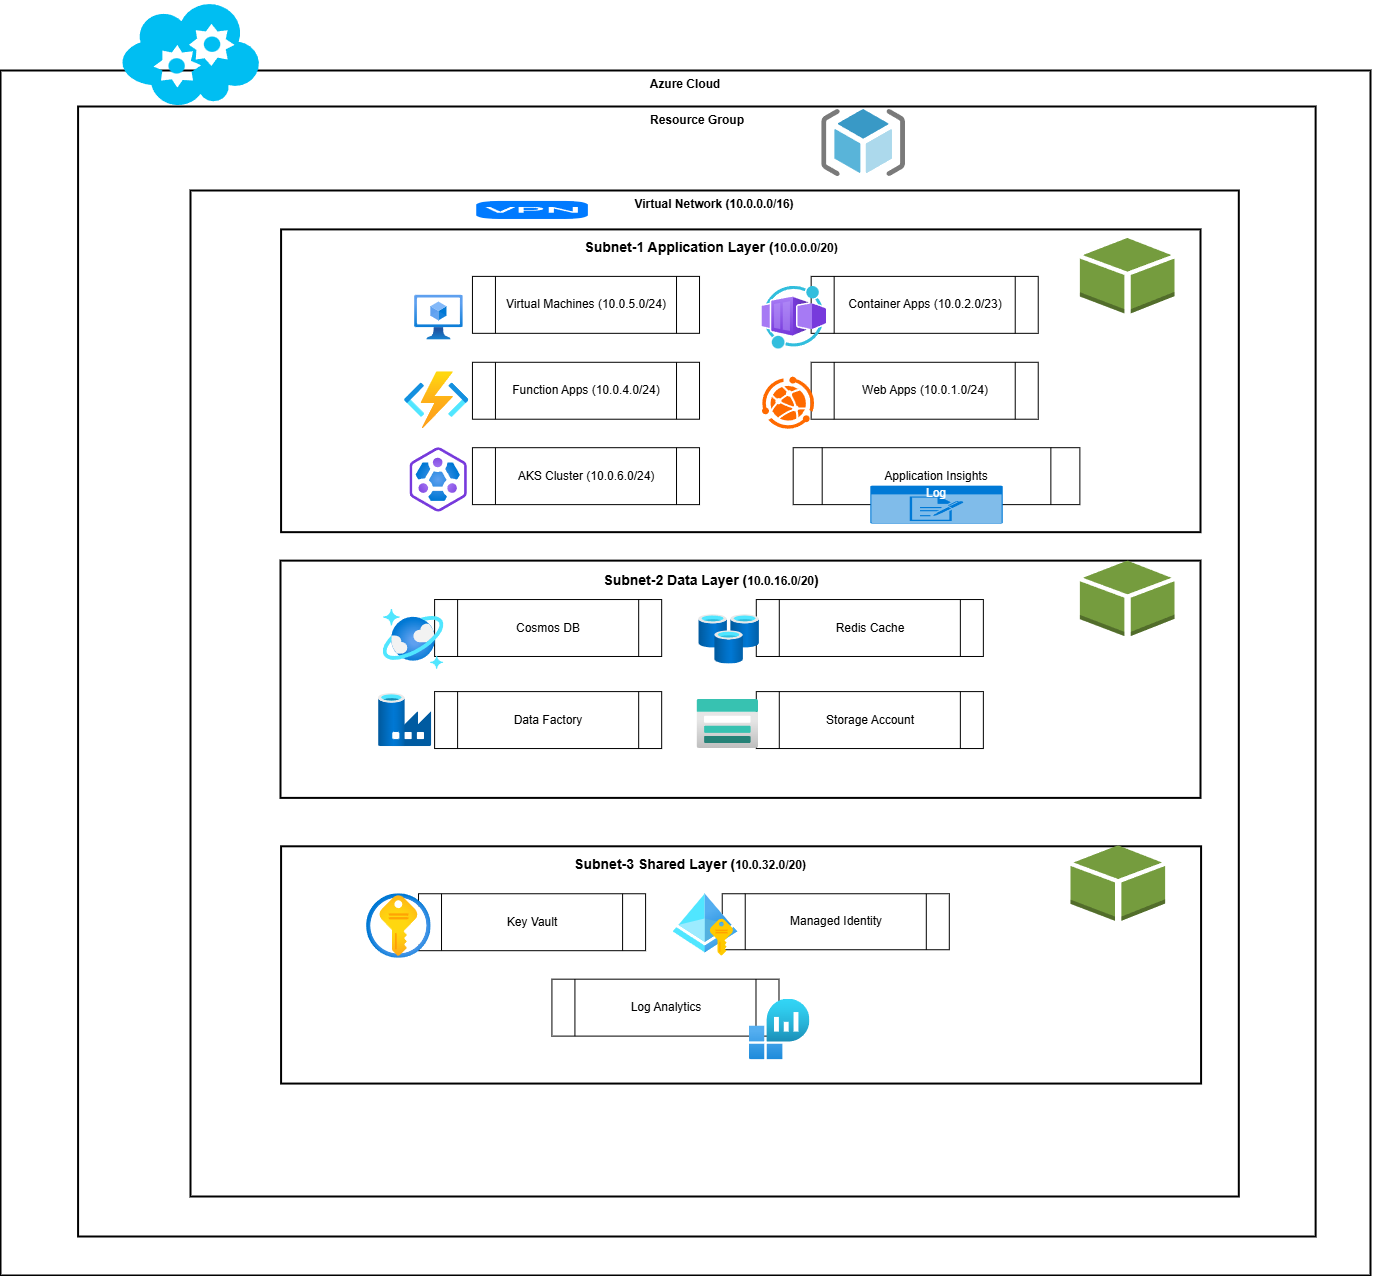 Azure Cloud
Resource Group
VPN
Virtual Network (10.0.0.0/16)
Subnet-1 Application Layer (10.0.0.0/20)
Virtual Machines (10.0.5.0/24)
Container Apps (10.0.2.0/23)
Function Apps (10.0.4.0/24)
Web Apps (10.0.1.0/24)
AKS Cluster (10.0.6.0/24)
Application Insights
Log
Subnet-2 Data Layer (10.0.16.0/20)
Cosmos DB
Redis Cache
Data Factory
Storage Account
Subnet-3 Shared Layer (10.0.32.0/20)
Key Vault
Managed Identity
Log Analytics